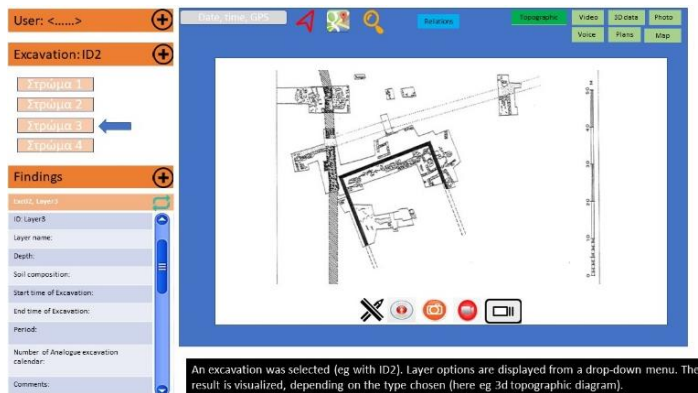 User: <......>
Excavation: ID2
Στρώμα 1
Στρώμα 2
Στρώμα 3
Στρώμα 4
Findings
ExcID2, Layer3
ID: Layer3
Layer name:
Depth:
Soil composition:
Start time of Excavation:
End time of Excavation:
Period:
Number of Analogue excavation
calendar:
Comments:
Date, time, GPS
Relations
Topographic
Video
3D data
Photo
Voice
Plans
Map
An excavation was selected (eg with ID2). Layer options are displayed from a drop-down menu. The
result is visualized, depending on the type chosen (here eg 3d topographic diagram).